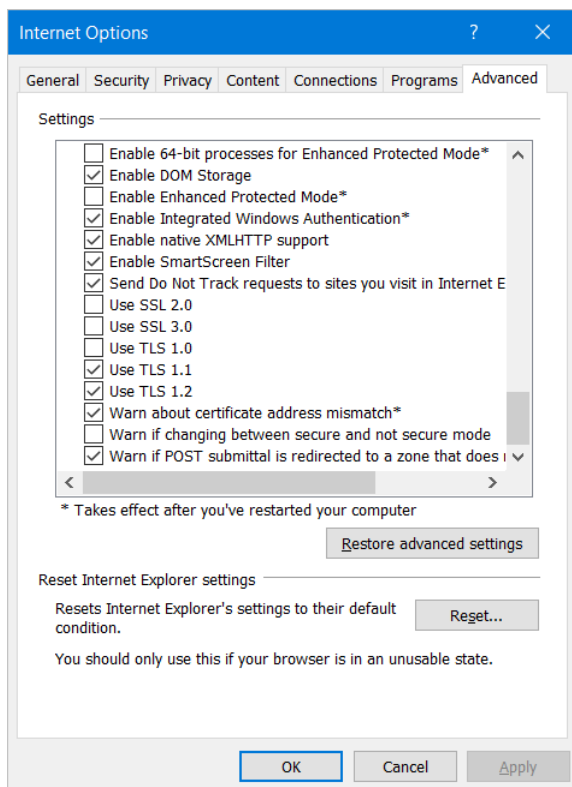 Internet Options
General Security Privacy Content Connections Programs Advanced
Settings
Enable 64-bit processes for Enhanced Protected Mode*
Enable DOM Storage
Enable Enhanced Protected Mode*
Enable Integrated Windows Authentication*
Enable native XMLHTTP support
Enable SmartScreen Filter
Send Do Not Track requests to sites you visit in Internet E
Use SSL 2.0
Use SSL 3.0
Use TLS 1.0
Use TLS 1.1
Use TLS 1.2
Warn about certificate address mismatch*
Warn if changing between secure and not secure mode
Warn if POST submittal is redirected to a zone that does
* Takes effect after you've restarted your computer
Restore advanced settings
Reset Internet Explorer settings
Resets Internet Explorer's settings to their default
condition.
Reset...
You should only use this if your browser is in an unusable state.
OK Cancel Apply